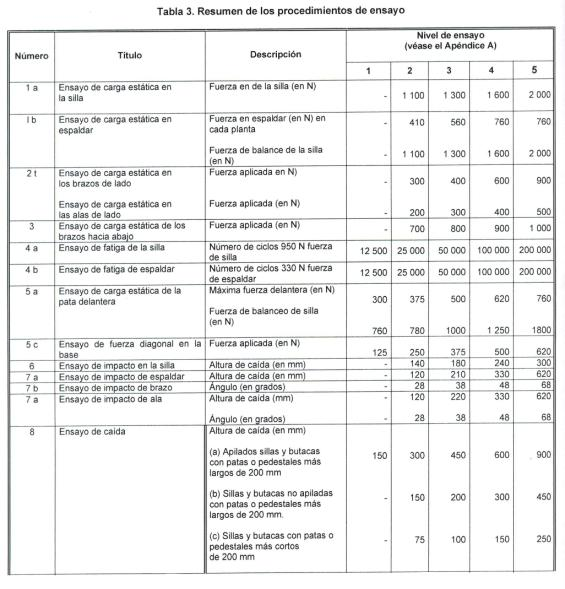 Tabla 3. Resumen de los procedimientos de ensayo
Número Título Descripción Nivel de ensayo
(véase el Apéndice A)
1 2 3 4 5
1 a Ensayo de carga estática en Fuerza en de la silla (en N)
la silla - 1 100 1 300 1 600 2 000
I b Ensayo de carga estática en Fuerza en espaldar (en N) en
espaldar cada planta - 410 560 760 760
Fuerza de balance de la silla
(en N) - 1 100 1 300 1 600 2 000
2 t Ensayo de carga estática en Fuerza aplicada en N)
los brazos de lado - 300 400 600 900
Ensayo de carga estática en Fuerza aplicada (en N)
las alas de lado - 200 300 400 500
3 Ensayo de carga estática de los Fuerza aplicada (en N)
brazos hacia abajo - 700 800 900 1 000
4 a Ensayo de fatiga de la silla Número de ciclos 950 N fuerza
de silla 12 500 25 000 50 000 100 000 200 000
4 b Ensayo de fatiga de espaldar Número de ciclos 330 N fuerza
de espaldar 12 500 25 000 50 000 100 000 200 000
5 a Ensayo de carga estática de la Máxima fuerza delantera (en N)
pata delantera 300 375 500 620 760
Fuerza de balanceo de silla
(en N)
760 780 1000 1 250 1800
5 c Ensayo de fuerza diagonal en la Fuerza aplicada (en N)
base 125 250 375 500 620
6 Ensayo de impacto en la silla Altura de caída (en mm) - 140 180 240 300
7 a Ensayo de impacto de espaldar Altura de caída (en mm) - 120 210 330 620
7 b Ensayo de impacto de brazo Ángulo (en grados) - 28 38 48 68
7 a Ensayo de impacto de ala Altura de caída (mm) - 120 220 330 620
Ángulo (en grados) - 28 38 48 68
8 Ensayo de caída Altura de caída (en mm)
(a) Apilados sillas y butacas 150 300 450 600 900
con patas o pedestales más
largos de 200 mm
(b) Sillas y butacas no apiladas - 150 200 300 450
con patas o pedestales más
largos de 200 mm.
(c) Sillas y butacas con patas o - 75 100 150 250
pedestales más cortos
de 200 mm